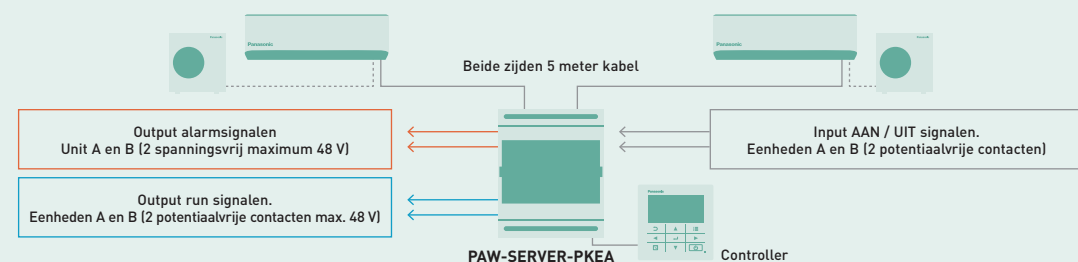 Panasonic
Panasonic
Beide zijden 5 meter kabel
Output alarmsignalen
Unit A en B (2 spanningsvrij maximum 48 V)
Input AAN / UIT signalen.
Eenheden A en B (2 potentiaalvrije contacten)
Output run signalen.
Eenheden A en B (2 potentiaalvrije contacten max. 48 V)
Panasonic
PAW-SERVER-PKEA
Controller